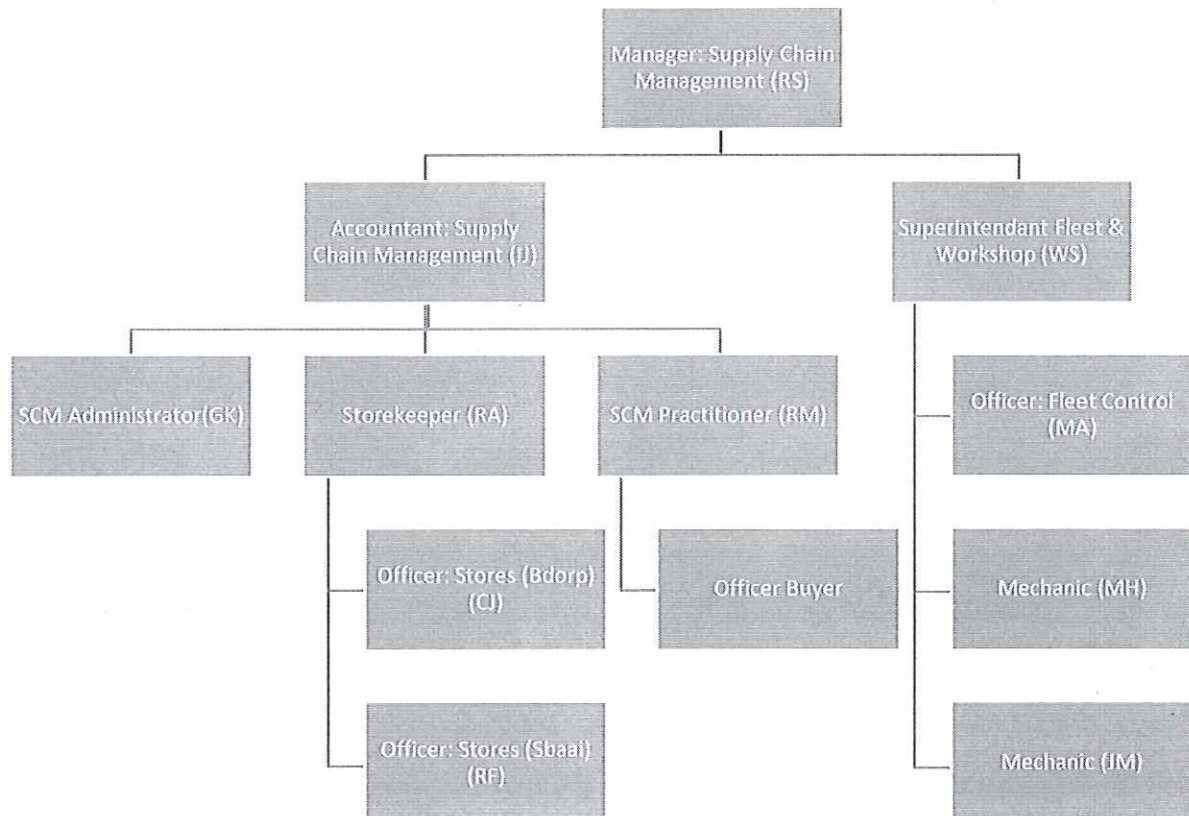 Manager: Supply Chain
Management (RS)
Accountant: Supply
Chain Management (IJ)
Superintendant Fleet &
Workshop (WS)
SCM Administrator(GK)
Storekeeper (RA)
SCM Practitioner (RM)
Officer: Fleet Control
(MA)
Officer: Stores (Bdorp)
(CJ)
Officer Buyer
Mechanic (MH)
Officer: Stores (Sbaai)
(RF)
Mechanic (JM)